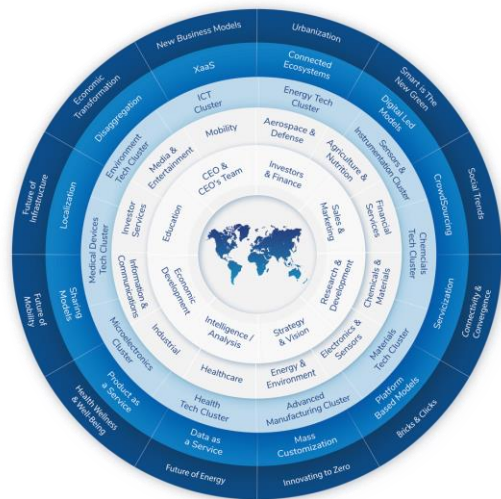 New Business Models
Urbanization
Smart is The
New Green
Social Trends
Connectivity &
Convergence
Bricks & Clicks
Innovating to Zero
Future of Energy
Health Wellness
& Well-Being
Future of
Mobility
Future of
Infrastructure
Economic
Transformation
XaaS
Connected
Ecosystems
Digital Led
Models
CrowdSourcing
Servicization
Platform
Based Models
Mass
Customization
Data as
a Service
Product as
a Service
Sharing
Models
Localization
Disaggregation
ICT
Cluster
Energy Tech
Cluster
Sensors &
Instrumentation Cluster
Chemcials
Tech Cluster
Materials
Tech Cluster
Advanced
Manufacturing Cluster
Health
Tech Cluster
Microelectronics
Cluster
Medical Devices
Tech Cluster
Environment
Tech Cluster
Mobility
Aerospace &
Defense
Agriculture &
Nutrition
Financial
Services
Chemicals &
Materials
Electronics &
Sensors
Energy &
Environment
Healthcare
Industrial
Information &
Communications
Investor
Services
Media &
Entertainment
CEO &
CEO's Team
Investors
& Finance
Sales &
Marketing
Research &
Development
Strategy
& Vision
Intelligence /
Analysis
Economic
Development
Education